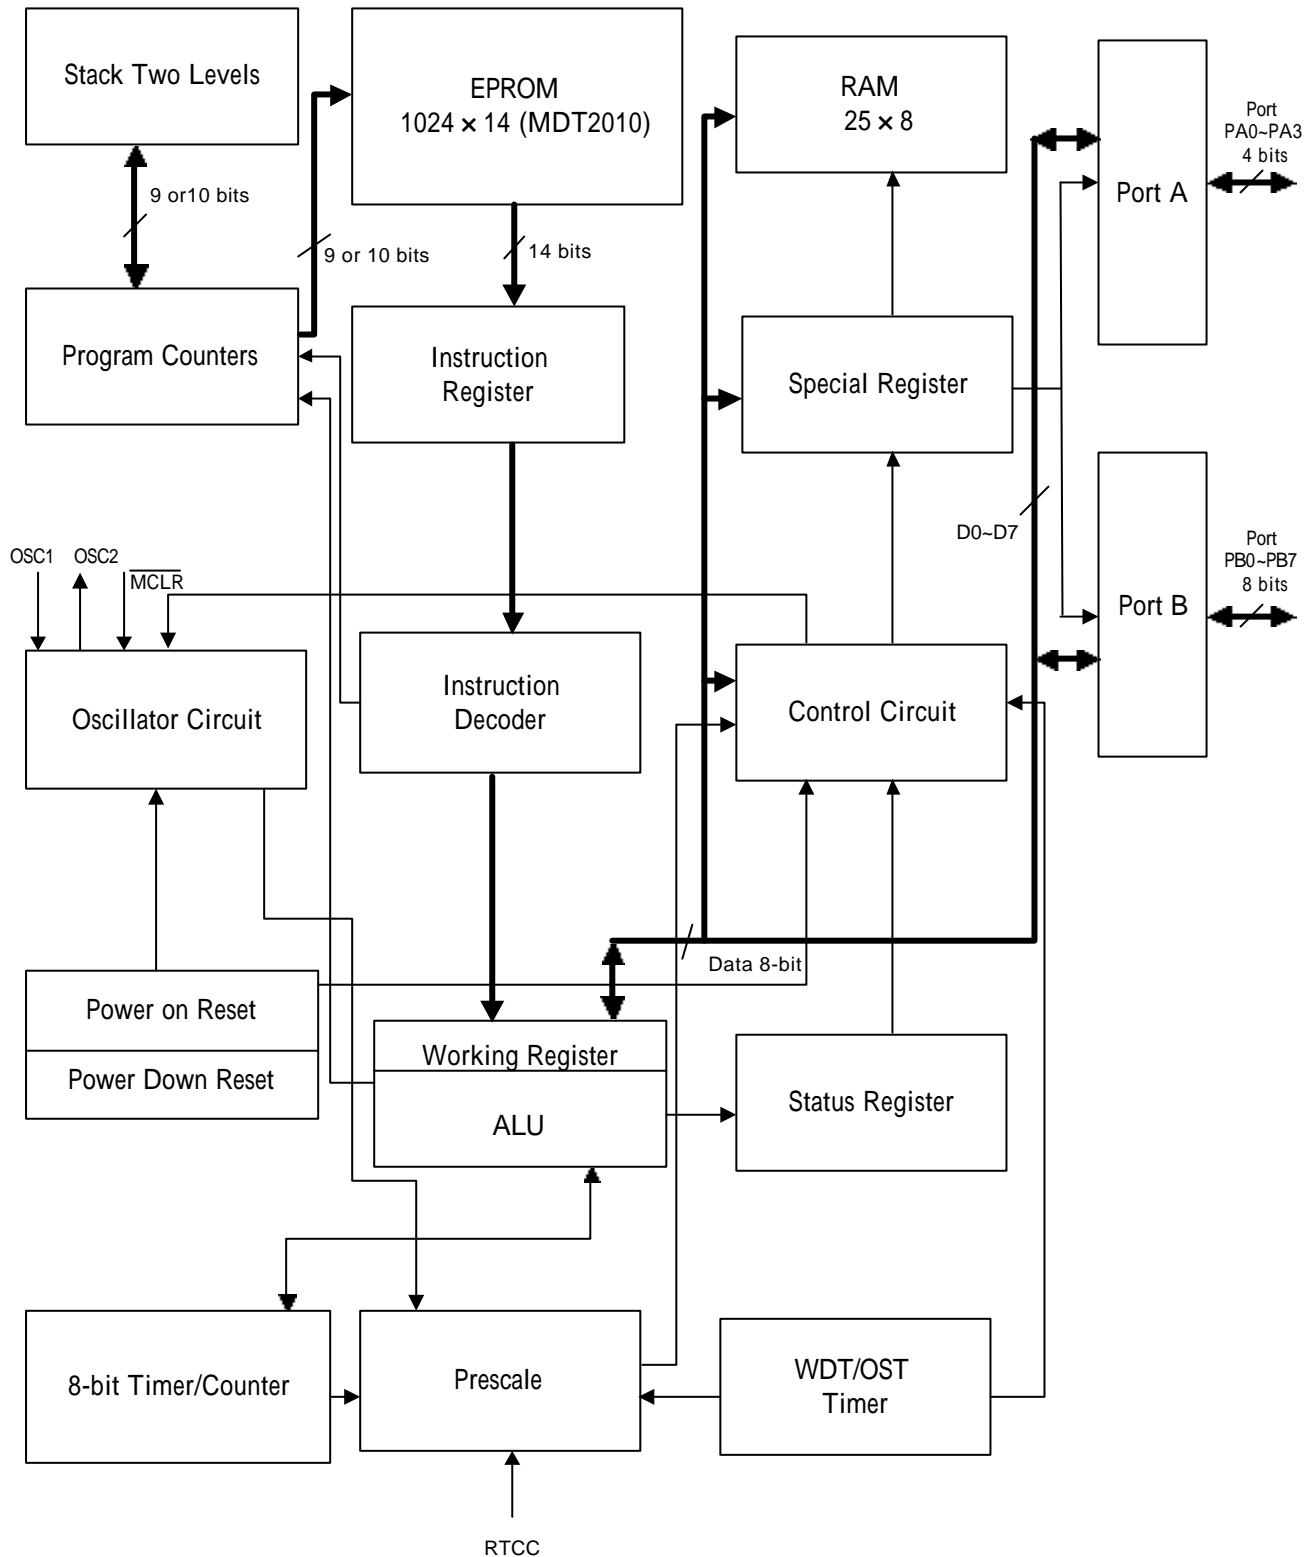 Stack Two Levels
EPROM
1024 × 14 (MDT2010)
RAM
25 × 8
Port
PA0~PA3
4 bits
Port A
9 or10 bits
9 or 10 bits
14 bits
Program Counters
Instruction
Register
Special Register
D0~D7
Port
PB0~PB7
8 bits
Port B
OSC1
OSC2
MCLR
Oscillator Circuit
Instruction
Decoder
Control Circuit
Data 8-bit
Power on Reset
Power Down Reset
Working Register
ALU
Status Register
8-bit Timer/Counter
Prescale
WDT/OST
Timer
RTCC